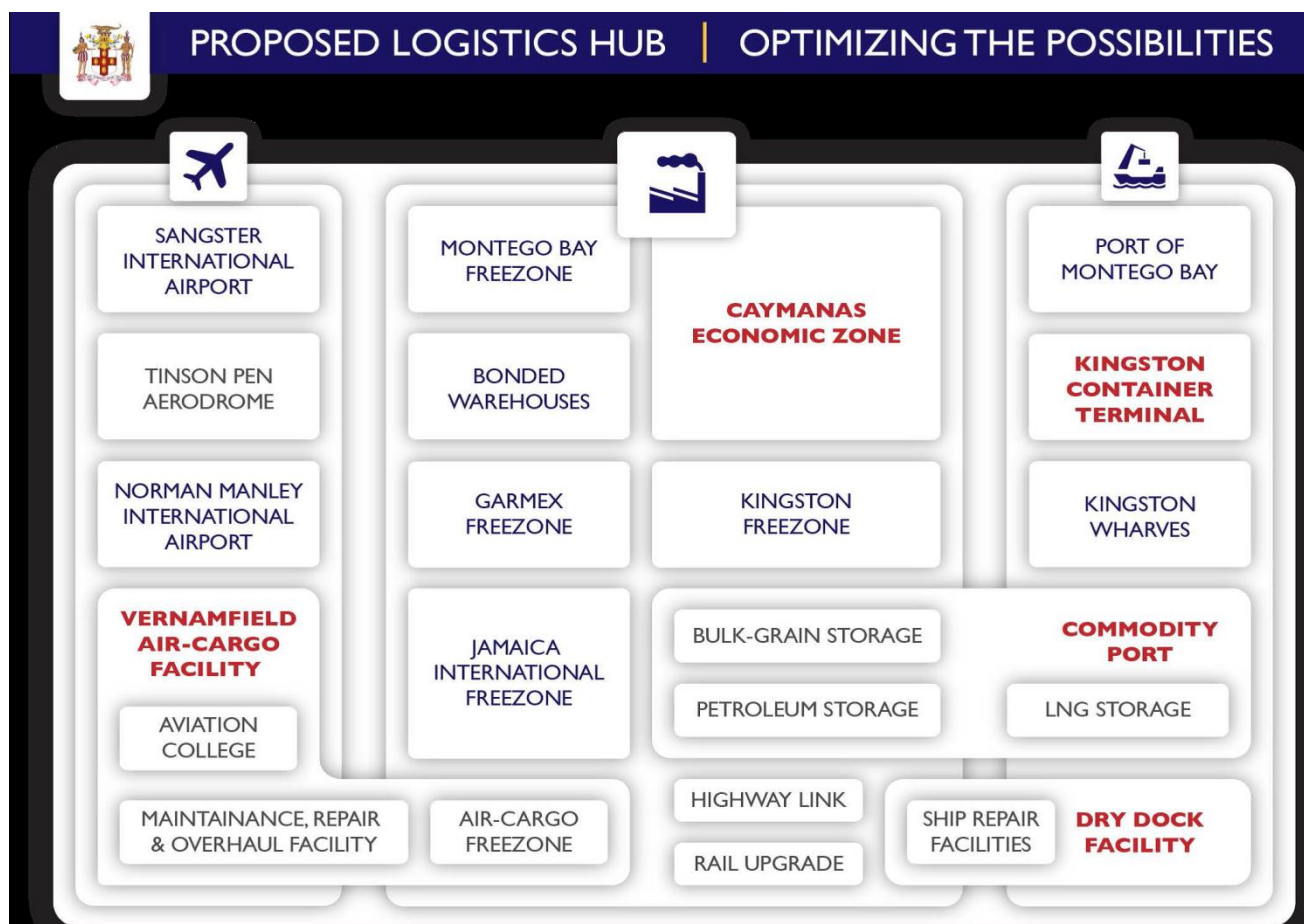 PROPOSED LOGISTICS HUB | OPTIMIZING THE POSSIBILITIES
SANGSTER
INTERNATIONAL
AIRPORT
TINSON PEN
AERODROME
NORMAN MANLEY
INTERNATIONAL
AIRPORT
VERNAMFIELD
AIR-CARGO
FACILITY
AVIATION
COLLEGE
MAINTAINANCE, REPAIR
& OVERHAUL FACILITY
AIR-CARGO
FREEZONE
MONTEGO BAY
FREEZONE
BONDED
WAREHOUSES
GARMEX
FREEZONE
JAMAICA
INTERNATIONAL
FREEZONE
CAYMANAS
ECONOMIC ZONE
KINGSTON
FREEZONE
BULK-GRAIN STORAGE
PETROLEUM STORAGE
HIGHWAY LINK
RAIL UPGRADE
PORT OF
MONTEGO BAY
KINGSTON
CONTAINER
TERMINAL
KINGSTON
WHARVES
COMMODITY
PORT
LNG STORAGE
SHIP REPAIR
FACILITIES
DRY DOCK
FACILITY